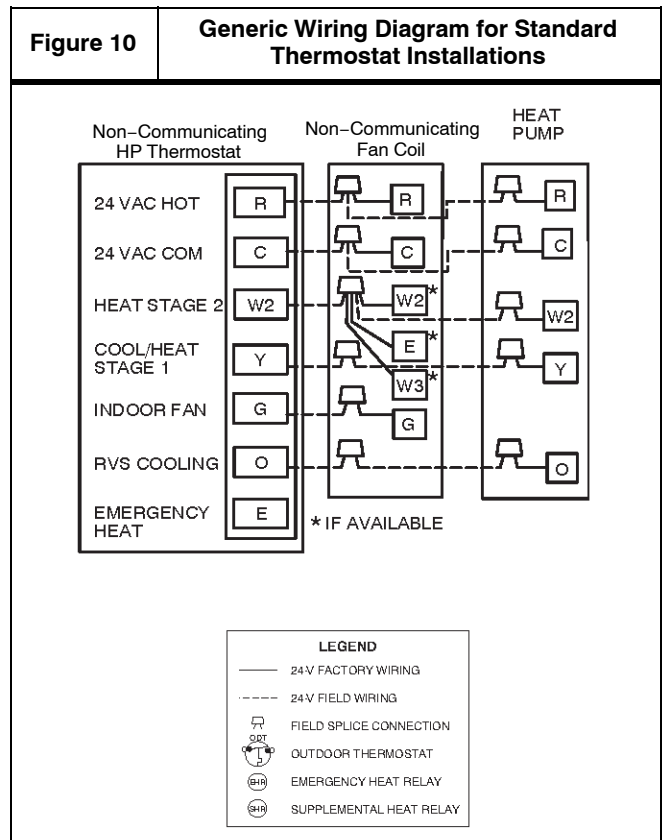 Figure 10
Generic Wiring Diagram for Standard
Thermostat Installations
Non−Communicating
HP Thermostat
Non−Communicating
Fan Coil
HEAT
PUMP
24 VAC HOT R R R
24 VAC COM C C C
HEAT STAGE 2 W2 W2* W2
E*
W3*
COOL/HEAT
STAGE 1 Y Y
INDOOR FAN G G
RVS COOLING O O
EMERGENCY
HEAT E
* IF AVAILABLE
LEGEND
24-V FACTORY WIRING
24-V FIELD WIRING
FIELD SPLICE CONNECTION
ODT
OUTDOOR THERMOSTAT
EHR EMERGENCY HEAT RELAY
SHR SUPPLEMENTAL HEAT RELAY